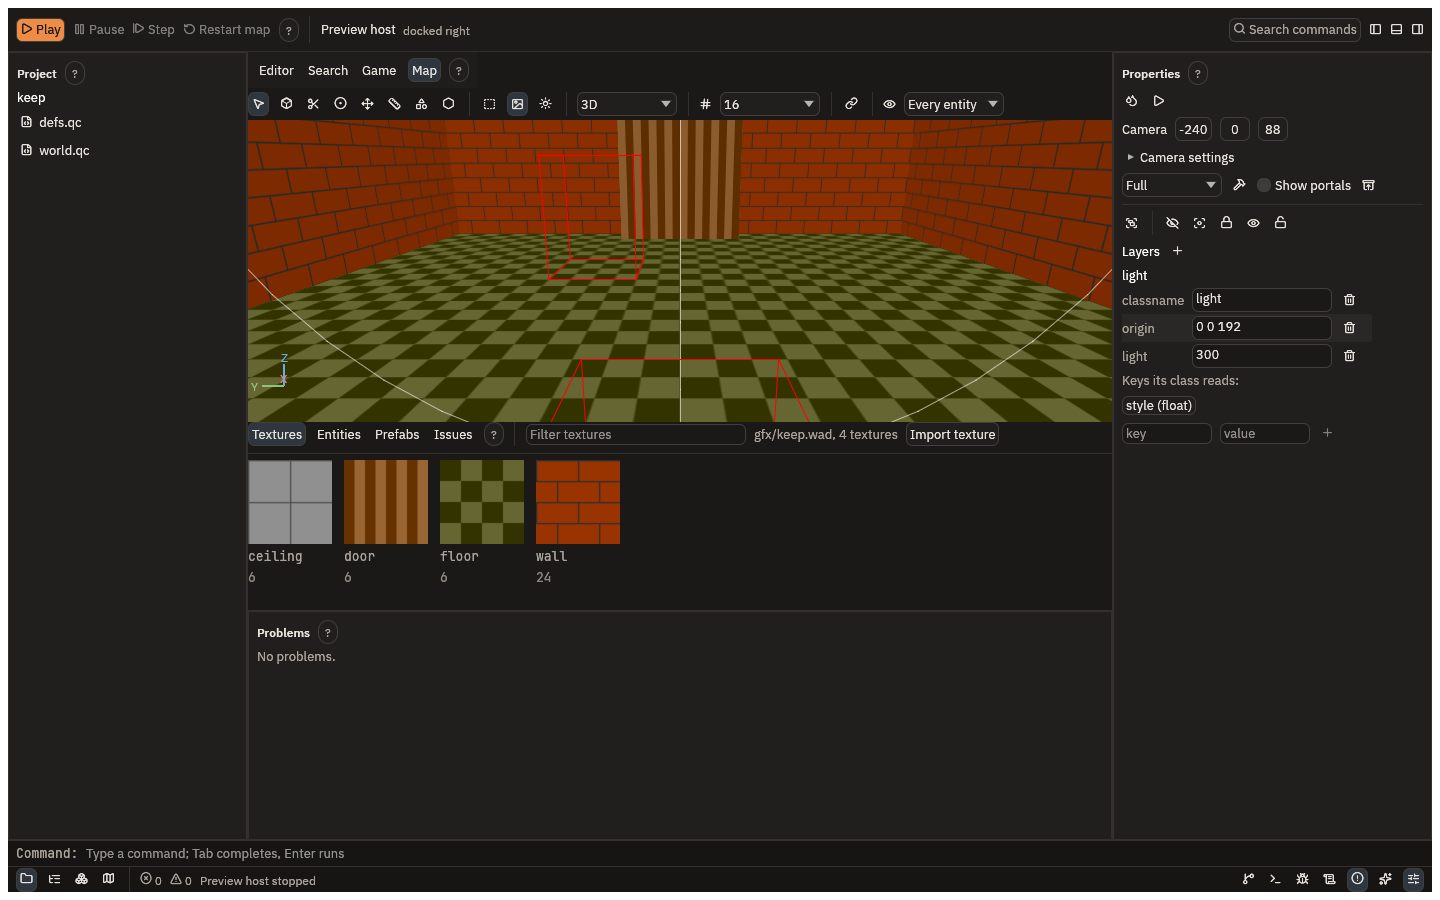 Play Pause Step Restart map ? Preview host docked right Search commands
Project ?
keep
defs.qc
world.qc
Editor Search Game Map ?
3D 16 Every entity
Z
Y X
Textures Entities Prefabs Issues ? Filter textures gfx/keep.wad, 4 textures Import texture
ceiling door floor wall
6 6 6 24
Problems ?
No problems.
Properties ?
Camera -240 0 88
Camera settings
Full Show portals
Layers +
light
classname light
origin 0 0 192
light 300
Keys its class reads:
style (float)
key value +
Command: Type a command; Tab completes, Enter runs
0 0 Preview host stopped